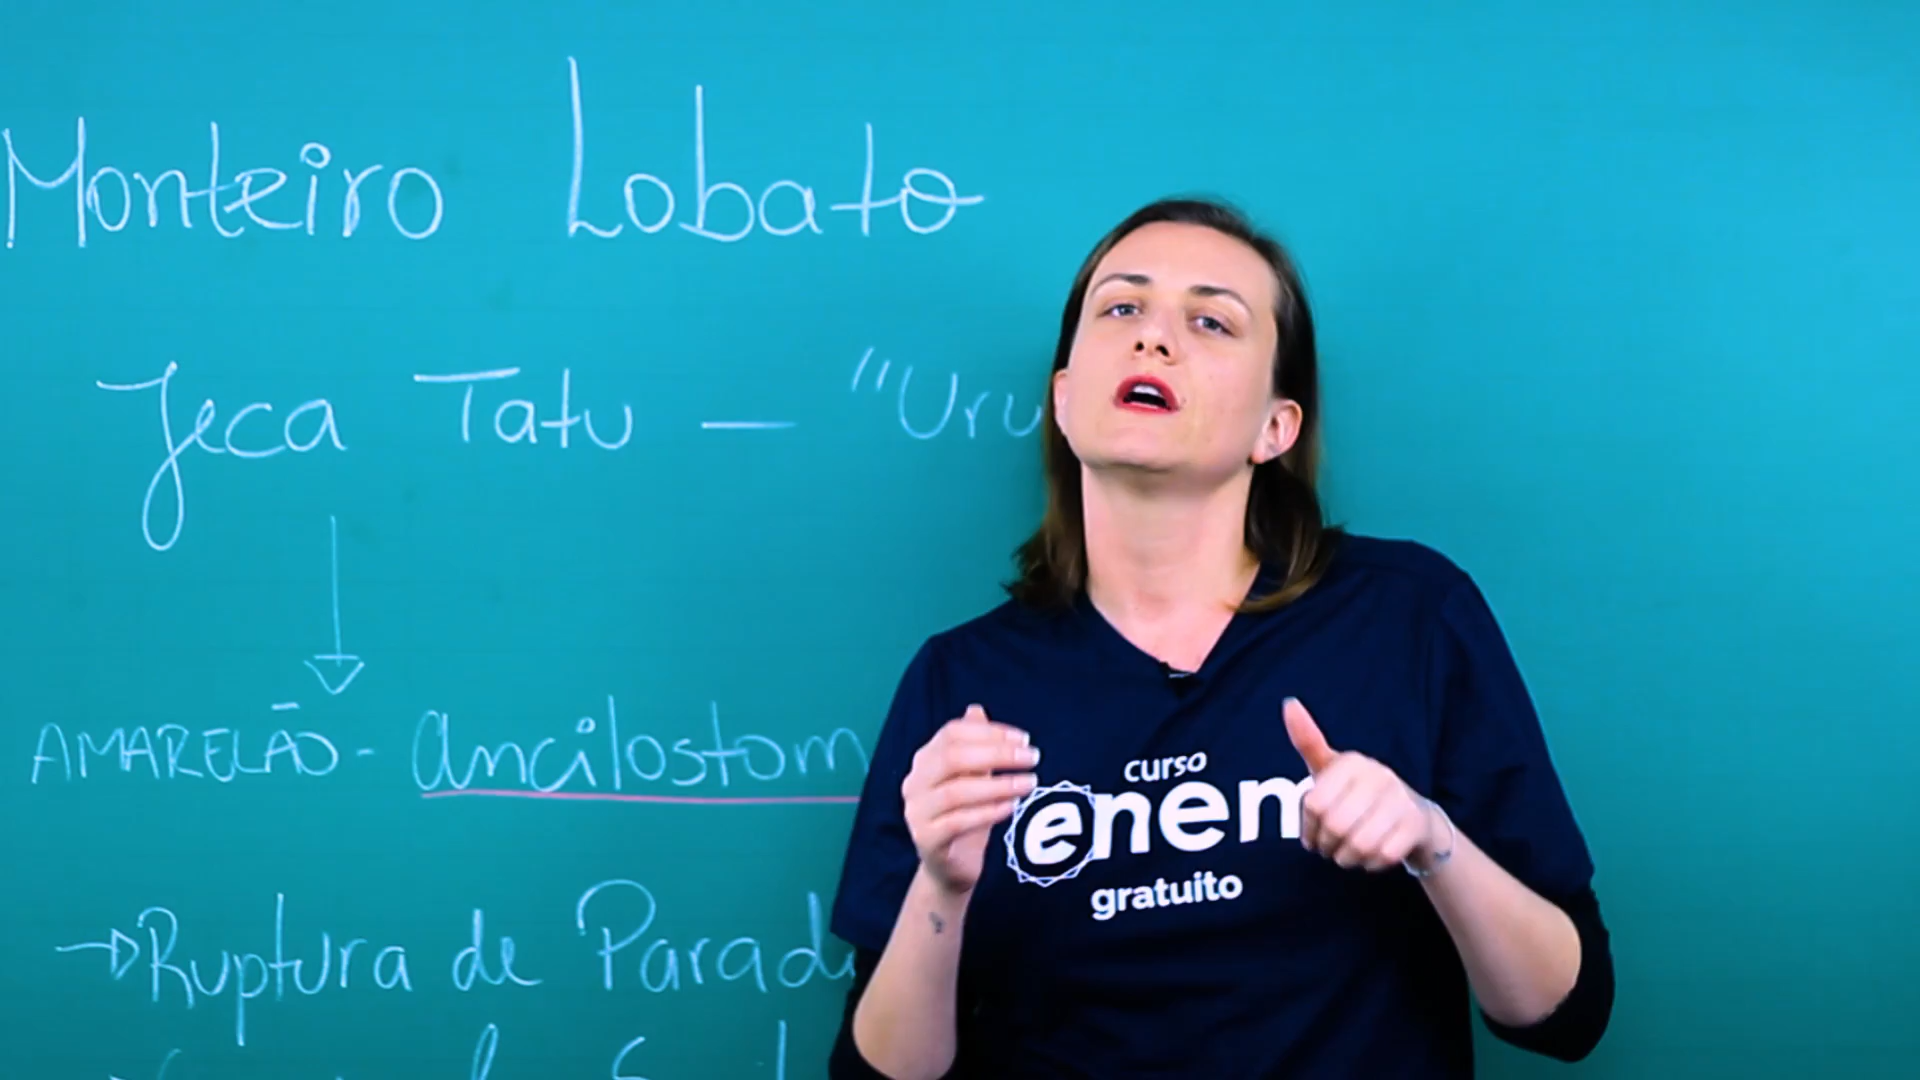 Monteiro Lobato
Jeca Tatu — "Uru
AMARELÃO - ancilostom
→ Ruptura de Parad
curso
enem
gratuito